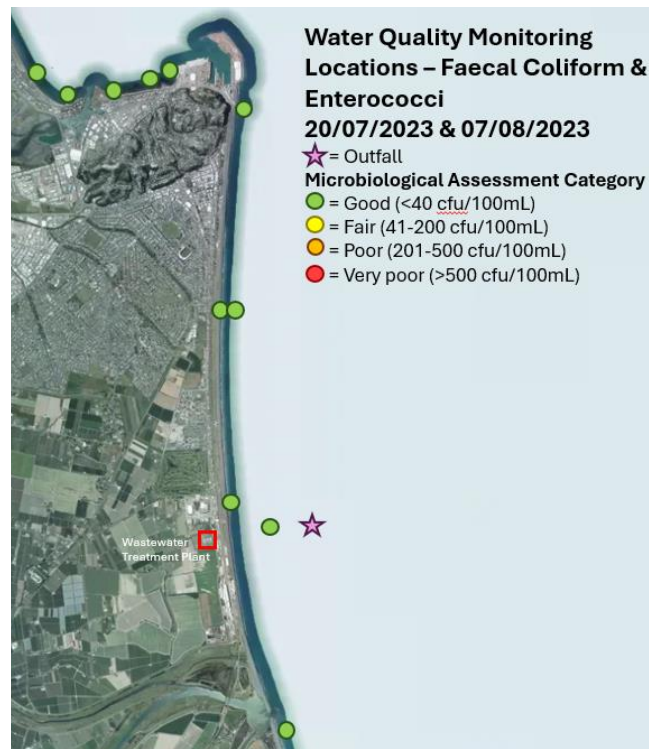 Water Quality Monitoring
Locations – Faecal Coliform &
Enterococci
20/07/2023 & 07/08/2023
= Outfall
Microbiological Assessment Category
= Good (<40 cfu/100mL)
= Fair (41-200 cfu/100mL)
= Poor (201-500 cfu/100mL)
= Very poor (>500 cfu/100mL)
Wastewater
Treatment Plant